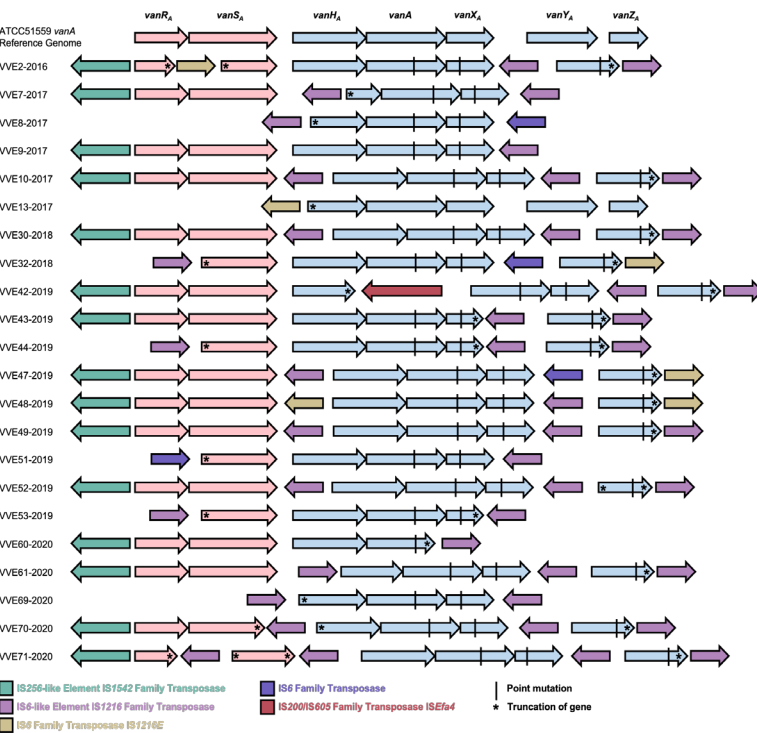 vanRA vanSA vanHA vanA vanXA vanYA vanZA
ATCC51559 vanA
Reference Genome
VVE2-2016
VVE7-2017
VVE8-2017
VVE9-2017
VVE10-2017
VVE13-2017
VVE30-2018
VVE32-2018
VVE42-2019
VVE43-2019
VVE44-2019
VVE47-2019
VVE48-2019
VVE49-2019
VVE51-2019
VVE52-2019
VVE53-2019
VVE60-2020
VVE61-2020
VVE69-2020
VVE70-2020
VVE71-2020
IS256-like Element IS1542 Family Transposase IS6 Family Transposase Point mutation
IS6-like Element IS1216 Family Transposase IS200/IS605 Family Transposase ISEfa4 * Truncation of gene
IS6 Family Transposase IS1216E